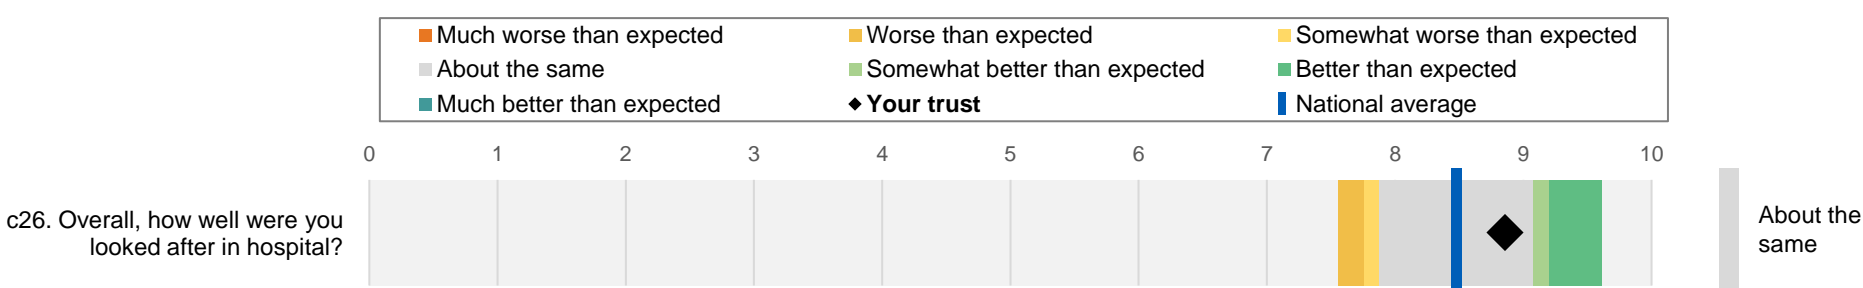 Much worse than expected
Worse than expected
Somewhat worse than expected
About the same
Somewhat better than expected
Better than expected
Much better than expected
Your trust
National average
0 1 2 3 4 5 6 7 8 9 10
c26. Overall, how well were you
looked after in hospital?
About the
same